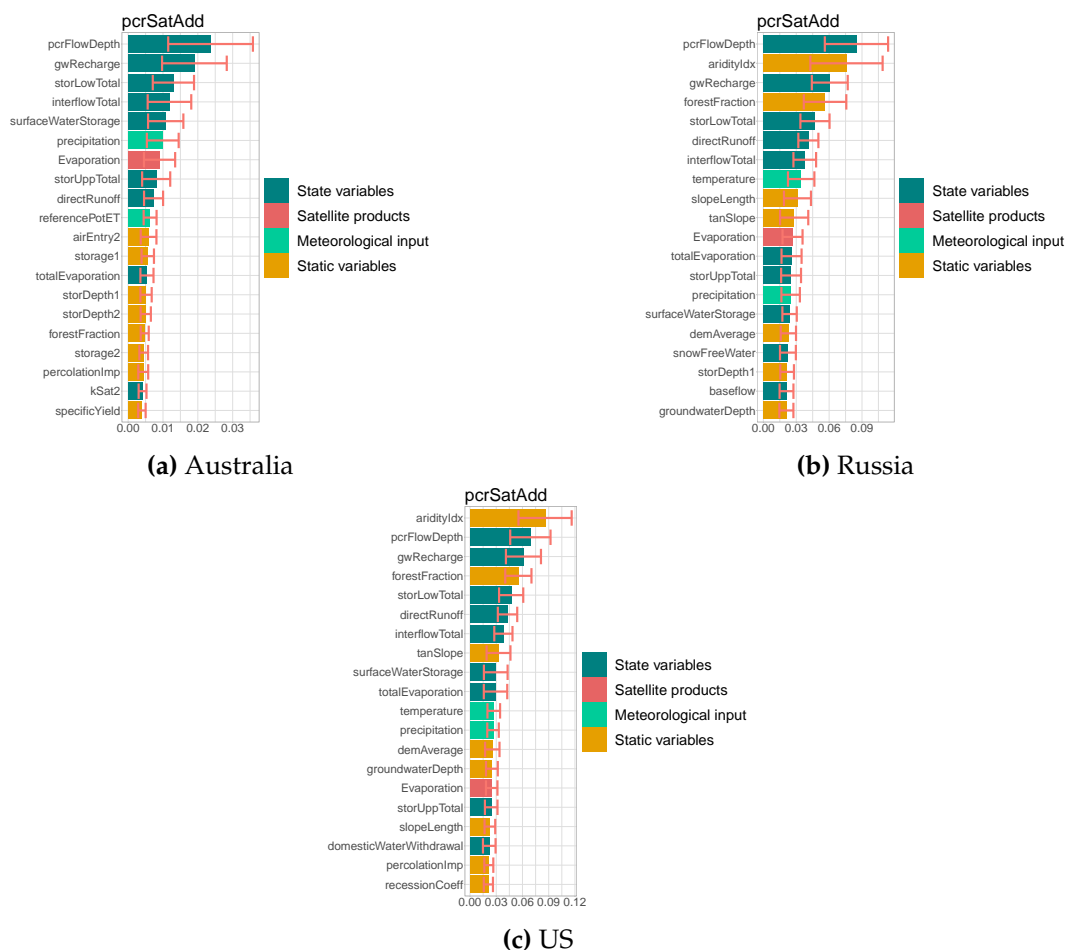 pcrSatAdd
pcrFlowDepth
gwRecharge
storLowTotal
interflowTotal
surfaceWaterStorage
precipitation
Evaporation
storUppTotal
directRunoff
referencePotET
airEntry2
storage1
totalEvaporation
storDepth1
storDepth2
forestFraction
storage2
percolationImp
kSat2
specificYield
0.00 0.01 0.02 0.03
State variables
Satellite products
Meteorological input
Static variables
(a) Australia
pcrSatAdd
pcrFlowDepth
aridityIdx
gwRecharge
forestFraction
storLowTotal
directRunoff
interflowTotal
temperature
slopeLength
tanSlope
Evaporation
totalEvaporation
storUppTotal
precipitation
surfaceWaterStorage
demAverage
snowFreeWater
storDepth1
baseflow
groundwaterDepth
0.00 0.03 0.06 0.09
State variables
Satellite products
Meteorological input
Static variables
(b) Russia
pcrSatAdd
aridityIdx
pcrFlowDepth
gwRecharge
forestFraction
storLowTotal
directRunoff
interflowTotal
tanSlope
surfaceWaterStorage
totalEvaporation
temperature
precipitation
demAverage
groundwaterDepth
Evaporation
storUppTotal
slopeLength
domesticWaterWithdrawal
percolationImp
recessionCoeff
0.00 0.03 0.06 0.09 0.12
State variables
Satellite products
Meteorological input
Static variables
(c) US